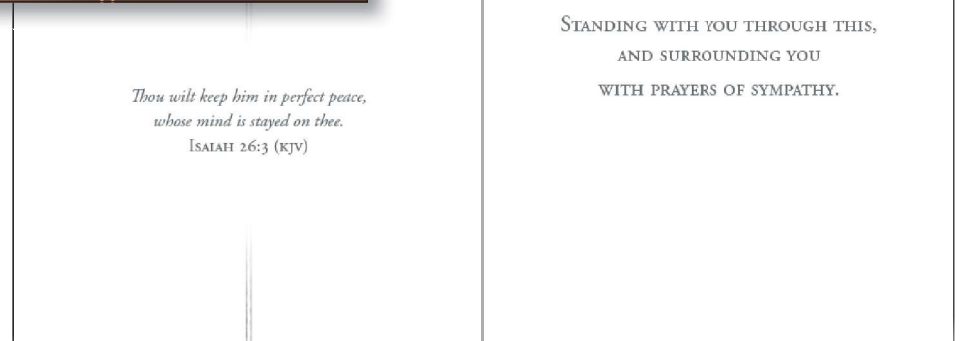 Thou wilt keep him in perfect peace,
whose mind is stayed on thee.
Isaiah 26:3 (KJV)
Standing with you through this,
and surrounding you
with prayers of sympathy.